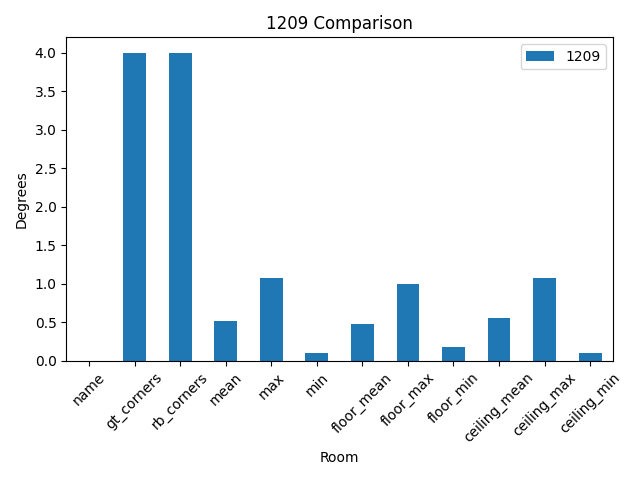 1209 Comparison
1209
Degrees
4.0
3.5
3.0
2.5
2.0
1.5
1.0
0.5
0.0
name
gt_corners
rb_corners
mean
max
min
floor_mean
floor_max
floor_min
ceiling_mean
ceiling_max
ceiling_min
Room